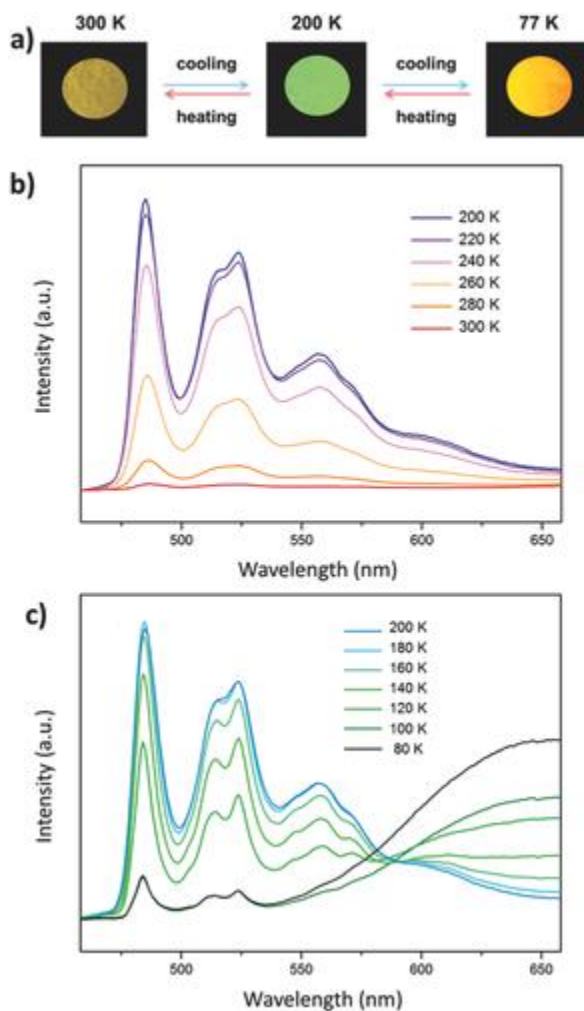 300 K 200 K 77 K
a)
cooling cooling
heating heating
b)
200 K
220 K
240 K
260 K
280 K
300 K
Intensity (a.u.)
500 550 600 650
Wavelength (nm)
c)
200 K
180 K
160 K
140 K
120 K
100 K
80 K
Intensity (a.u.)
500 550 600 650
Wavelength (nm)